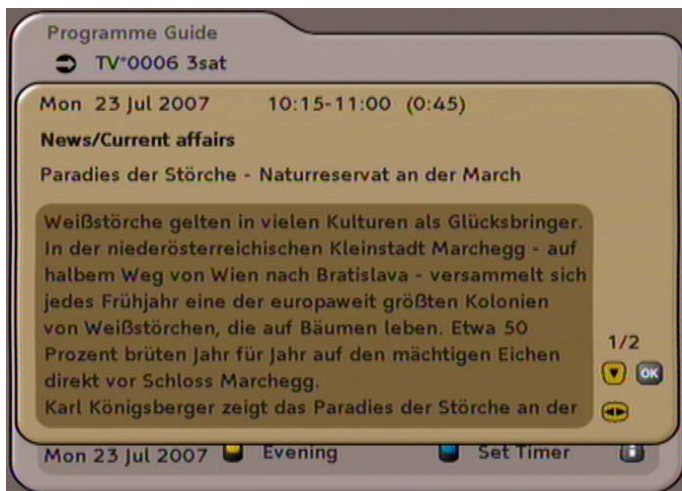 Programme Guide
TV*0006 3sat
Mon 23 Jul 2007 10:15-11:00 (0:45)
News/Current affairs
Paradies der Störche - Naturreservat an der March
Weißstörche gelten in vielen Kulturen als Glücksbringer.
In der niederösterreichischen Kleinstadt Marchegg - auf
halbem Weg von Wien nach Bratislava - versammelt sich
jedes Frühjahr eine der europaweit größten Kolonien
von Weißstörchen, die auf Bäumen leben. Etwa 50
Prozent brüten Jahr für Jahr auf den mächtigen Eichen
direkt vor Schloss Marchegg.
Karl Königsberger zeigt das Paradies der Störche an der
1/2
OK
Mon 23 Jul 2007 Evening Set Timer i